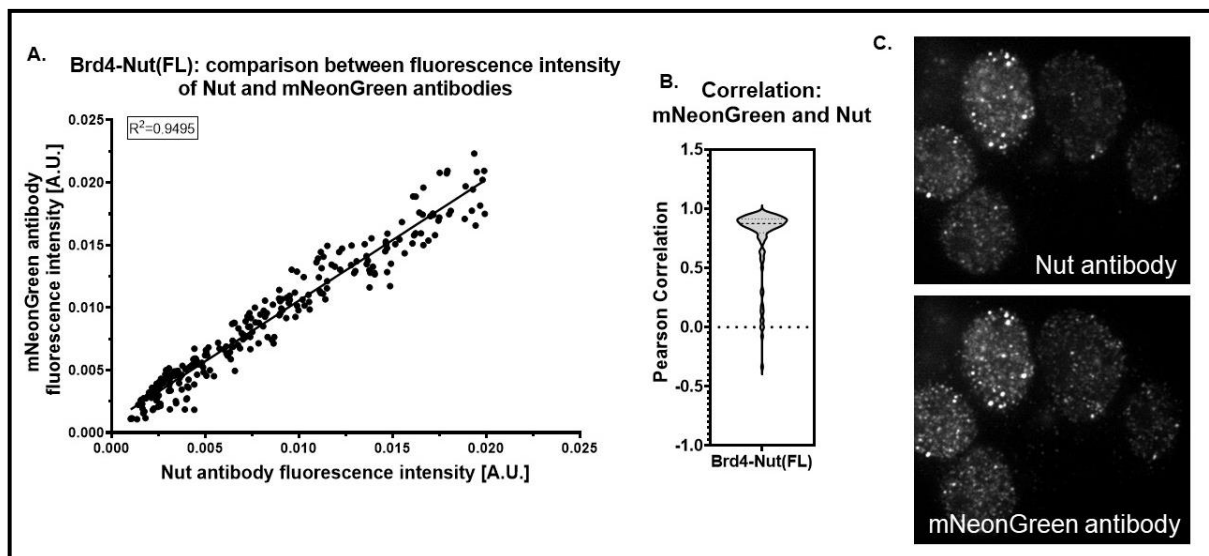 A.
Brd4-Nut(FL): comparison between fluorescence intensity
of Nut and mNeonGreen antibodies
R²=0.9495
mNeonGreen antibody
fluorescence intensity [A.U.]
0.025
0.020
0.015
0.010
0.005
0.000
0.000 0.005 0.010 0.015 0.020 0.025
Nut antibody fluorescence intensity [A.U.]
B.
Correlation:
mNeonGreen and Nut
Pearson Correlation
1.5
1.0
0.5
0.0
-0.5
-1.0
Brd4-Nut(FL)
C.
Nut antibody
mNeonGreen antibody